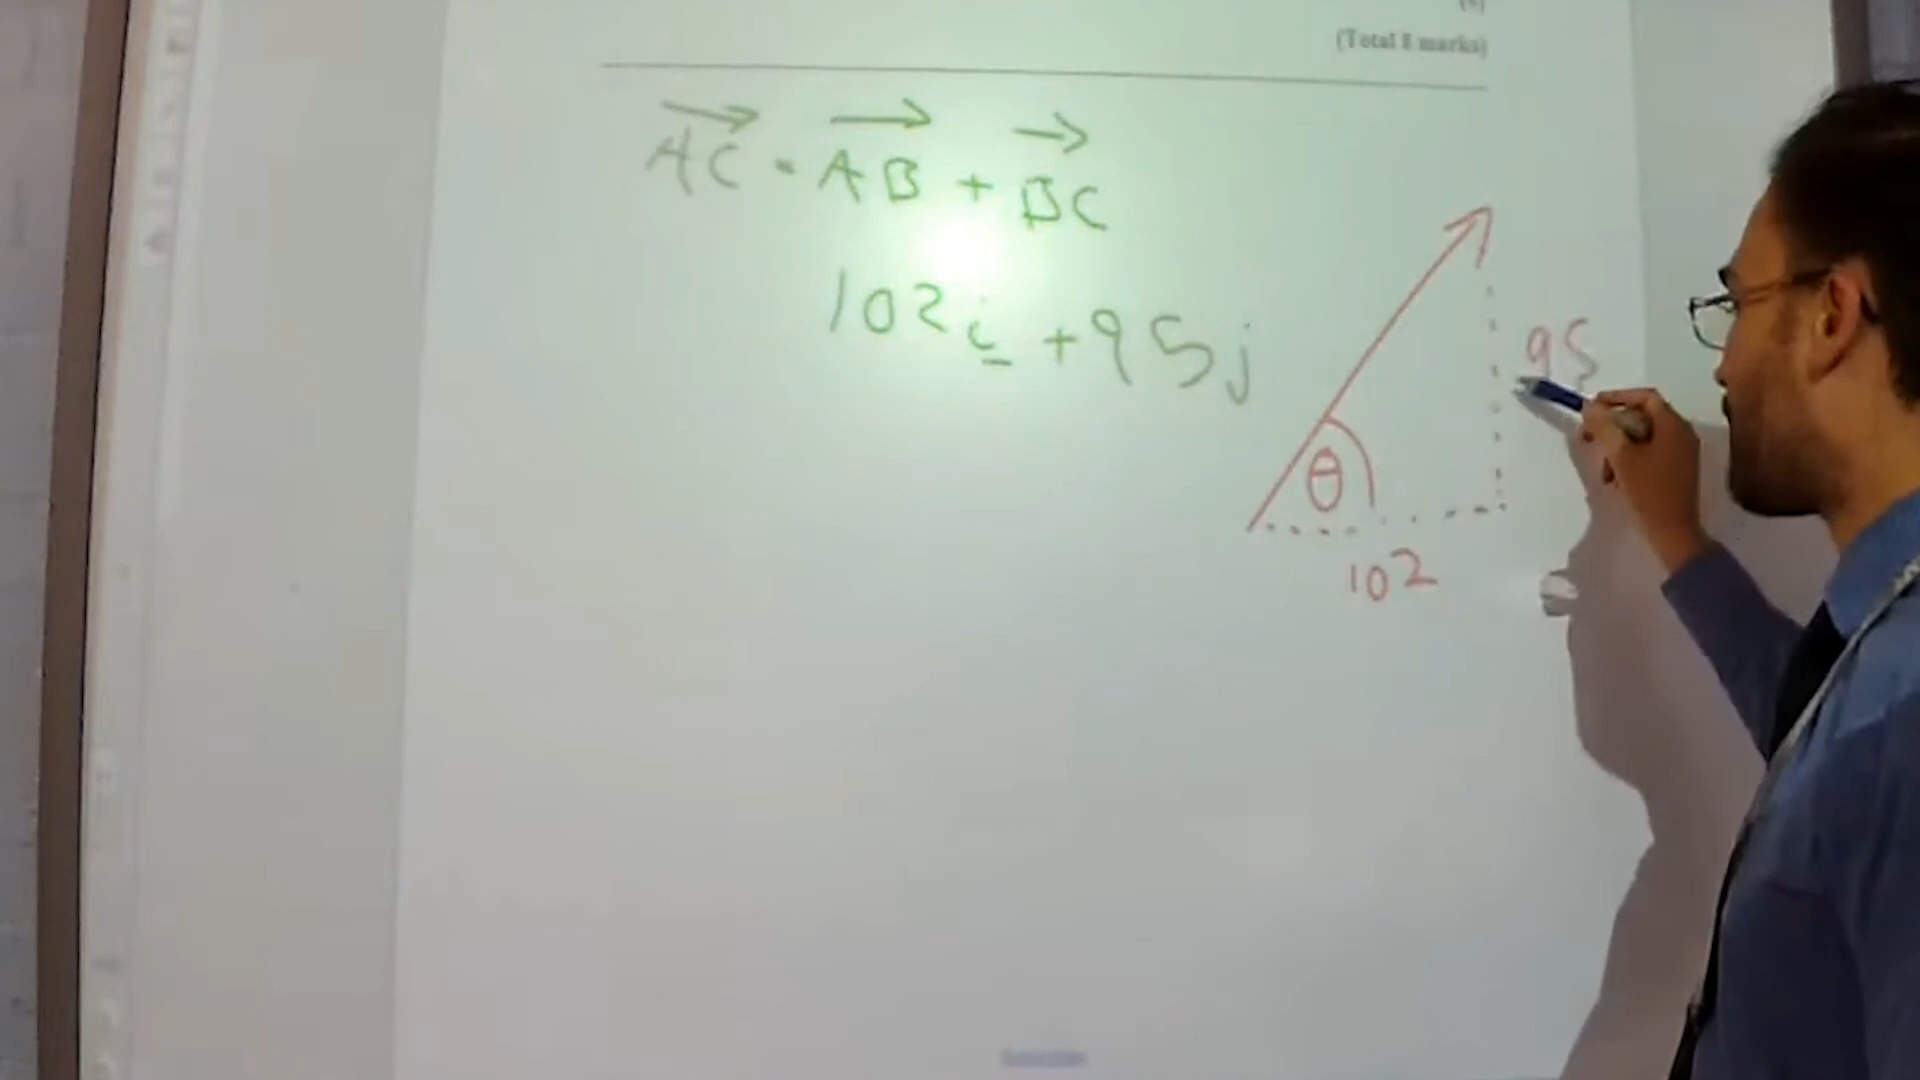 (Total 8 marks)
AC = AB + BC
102i + 95j
95
θ
102